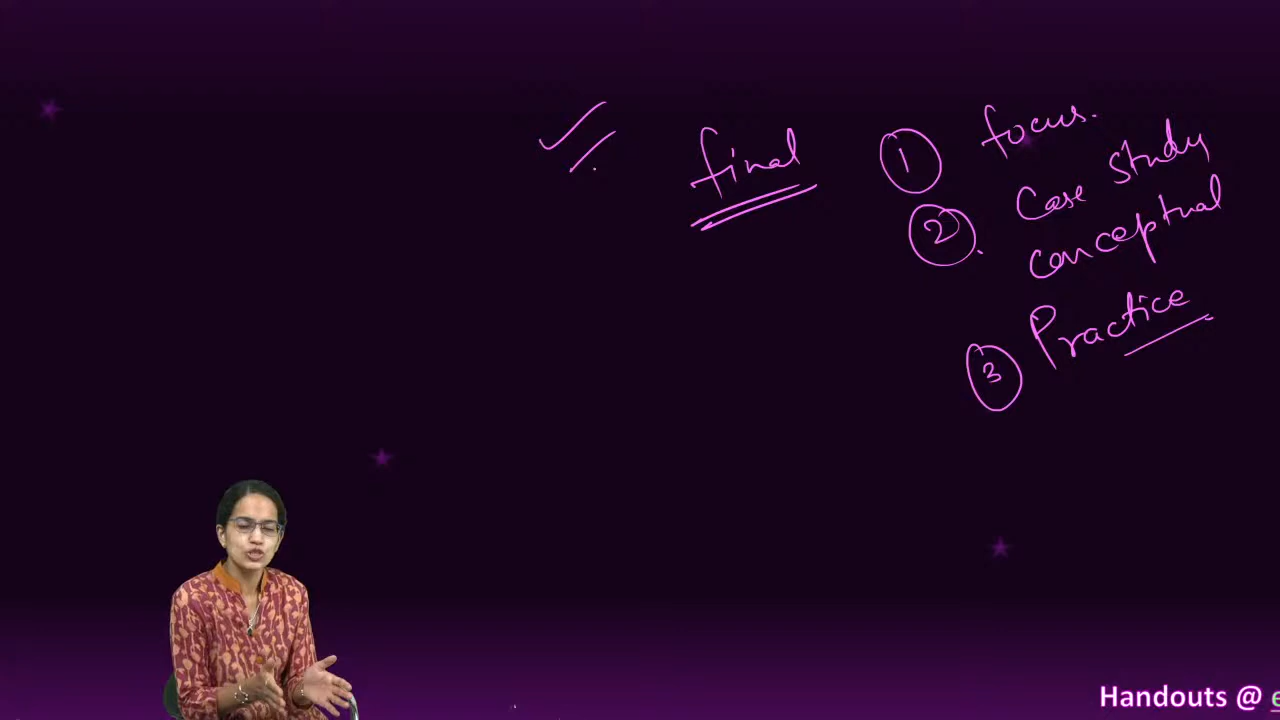 final
1 focus.
2. Case Study
conceptual
3 Practice
Handouts @ e